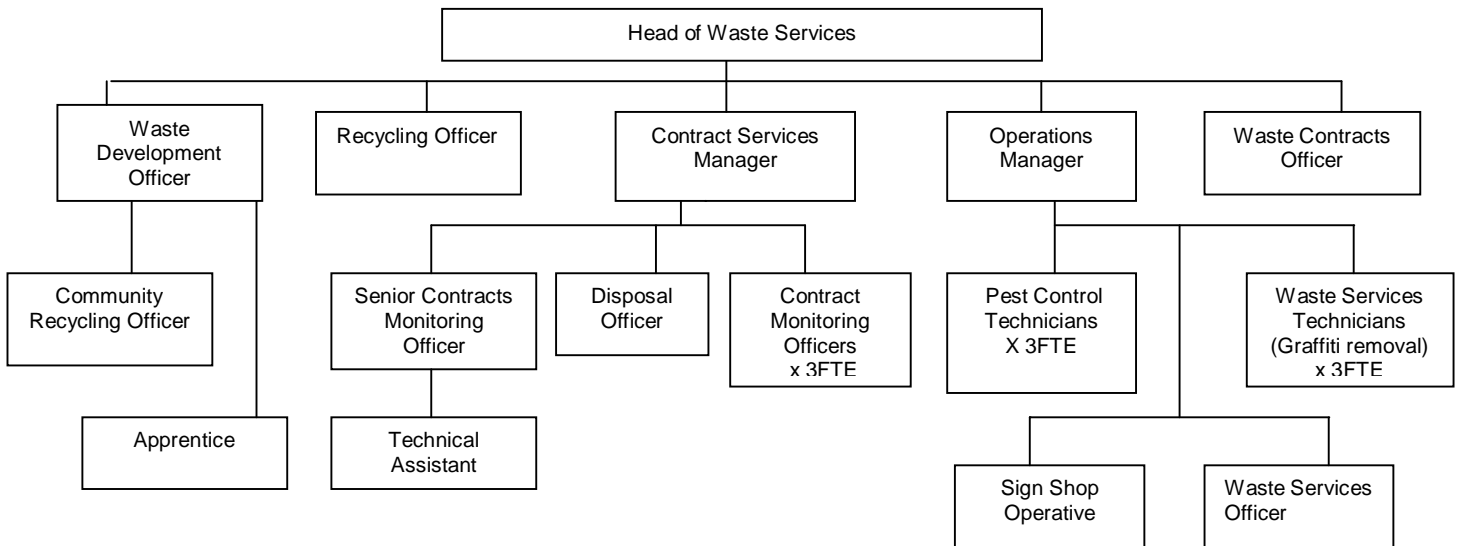 Head of Waste Services
Waste
Development
Officer
Recycling Officer
Contract Services
Manager
Operations
Manager
Waste Contracts
Officer
Community
Recycling Officer
Senior Contracts
Monitoring
Officer
Disposal
Officer
Contract
Monitoring
Officers
x 3FTE
Pest Control
Technicians
X 3FTE
Waste Services
Technicians
(Graffiti removal)
x 3FTE
Apprentice
Technical
Assistant
Sign Shop
Operative
Waste Services
Officer